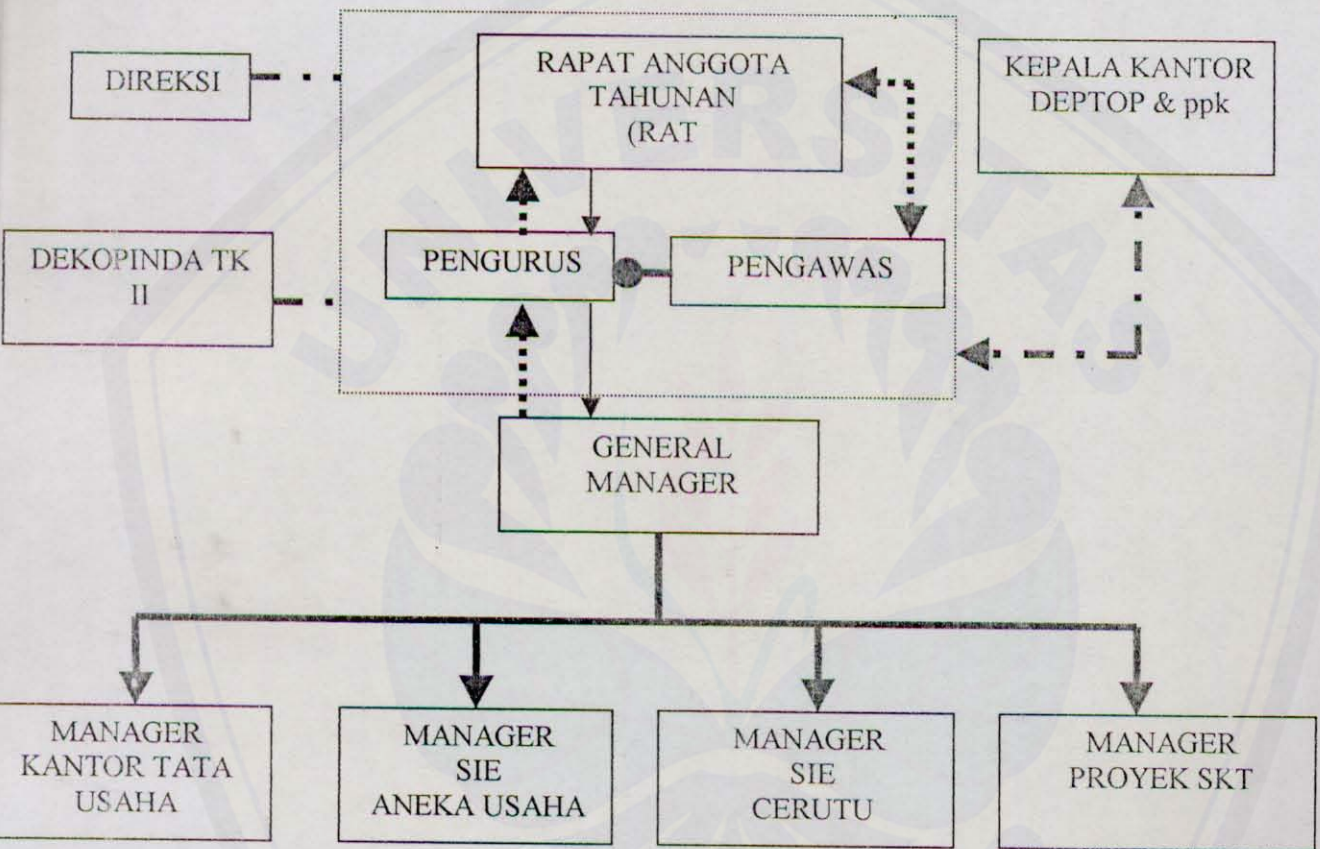 DIREKSI
RAPAT ANGGOTA
TAHUNAN
(RAT
KEPALA KANTOR
DEPTOP & ppk
DEKOPINDA TK
II
PENGURUS
PENGAWAS
GENERAL
MANAGER
MANAGER
KANTOR TATA
USAHA
MANAGER
SIE
ANEKA USAHA
MANAGER
SIE
CERUTU
MANAGER
PROYEK SKT
UNIVERSITAS